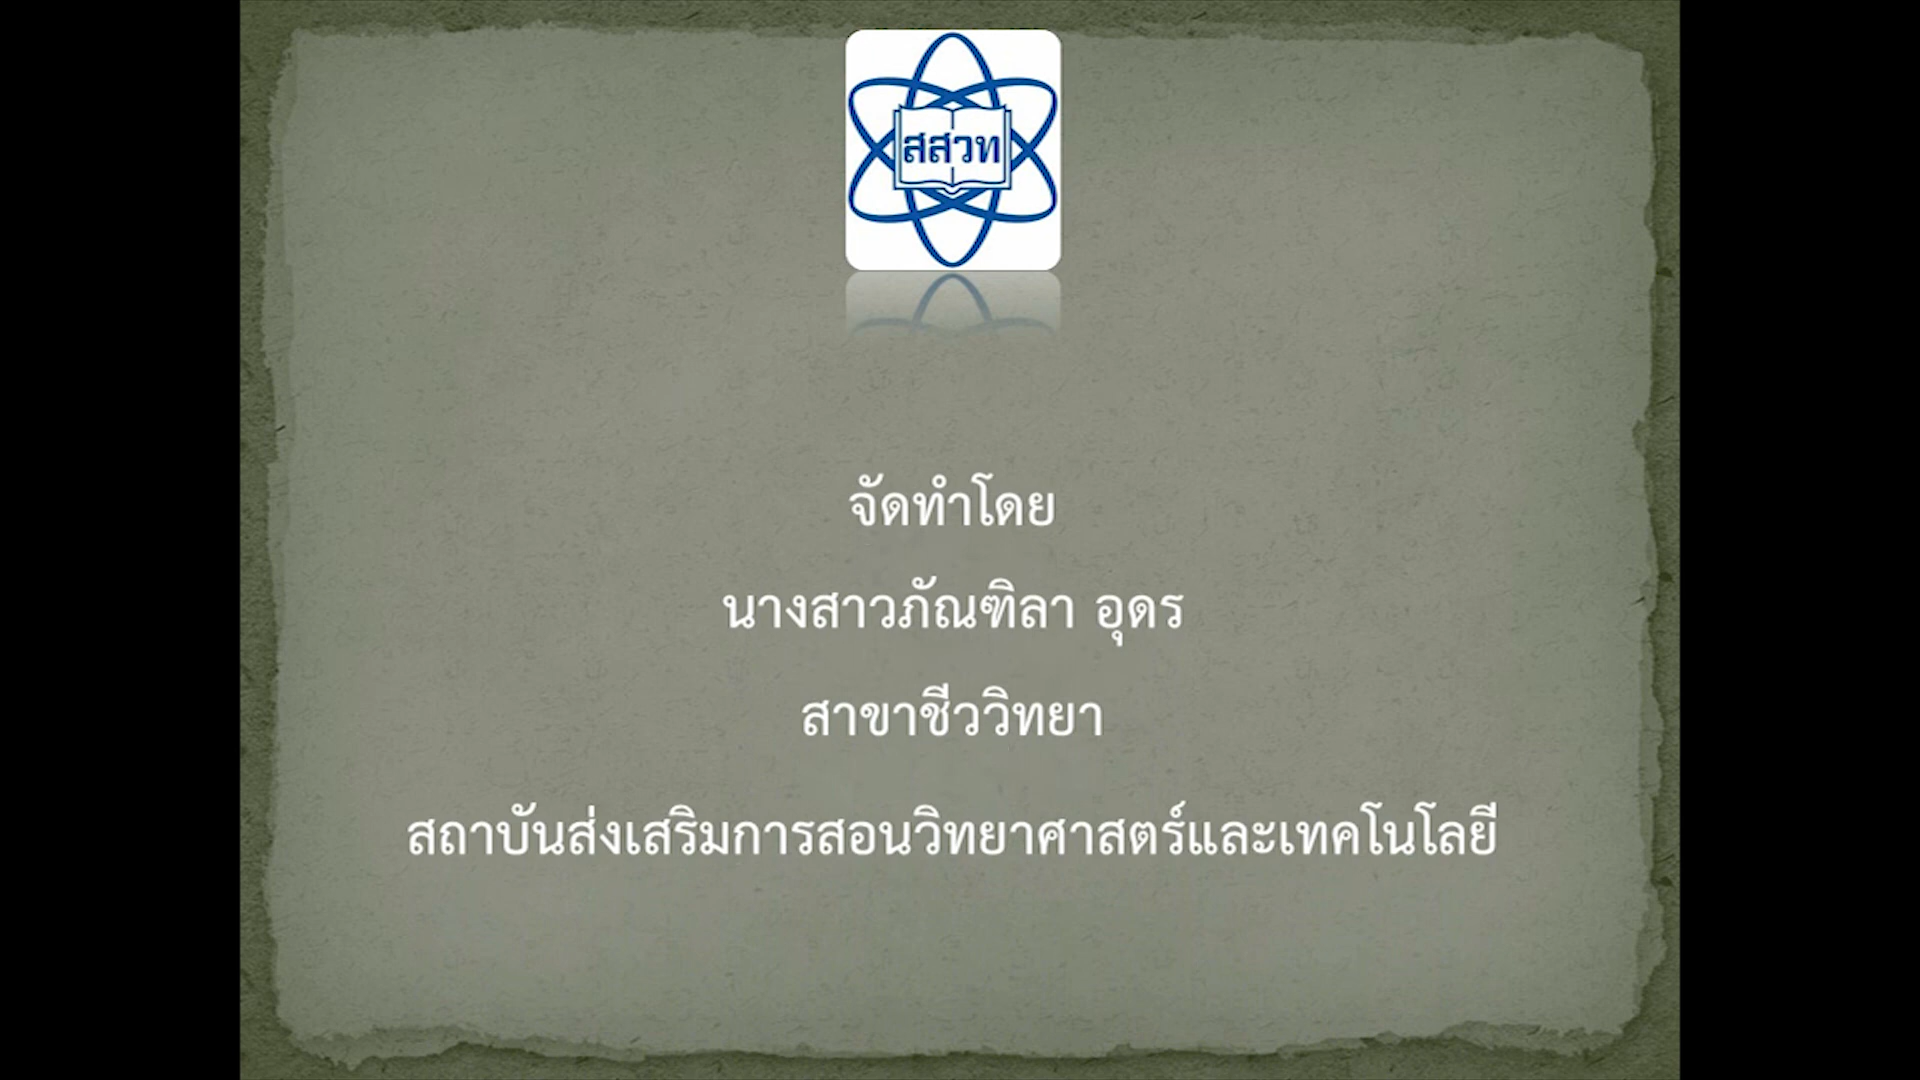 สสวท
จัดทำโดย
นางสาวภัณฑิลา อุดร
สาขาชีววิทยา
สถาบันส่งเสริมการสอนวิทยาศาสตร์และเทคโนโลยี